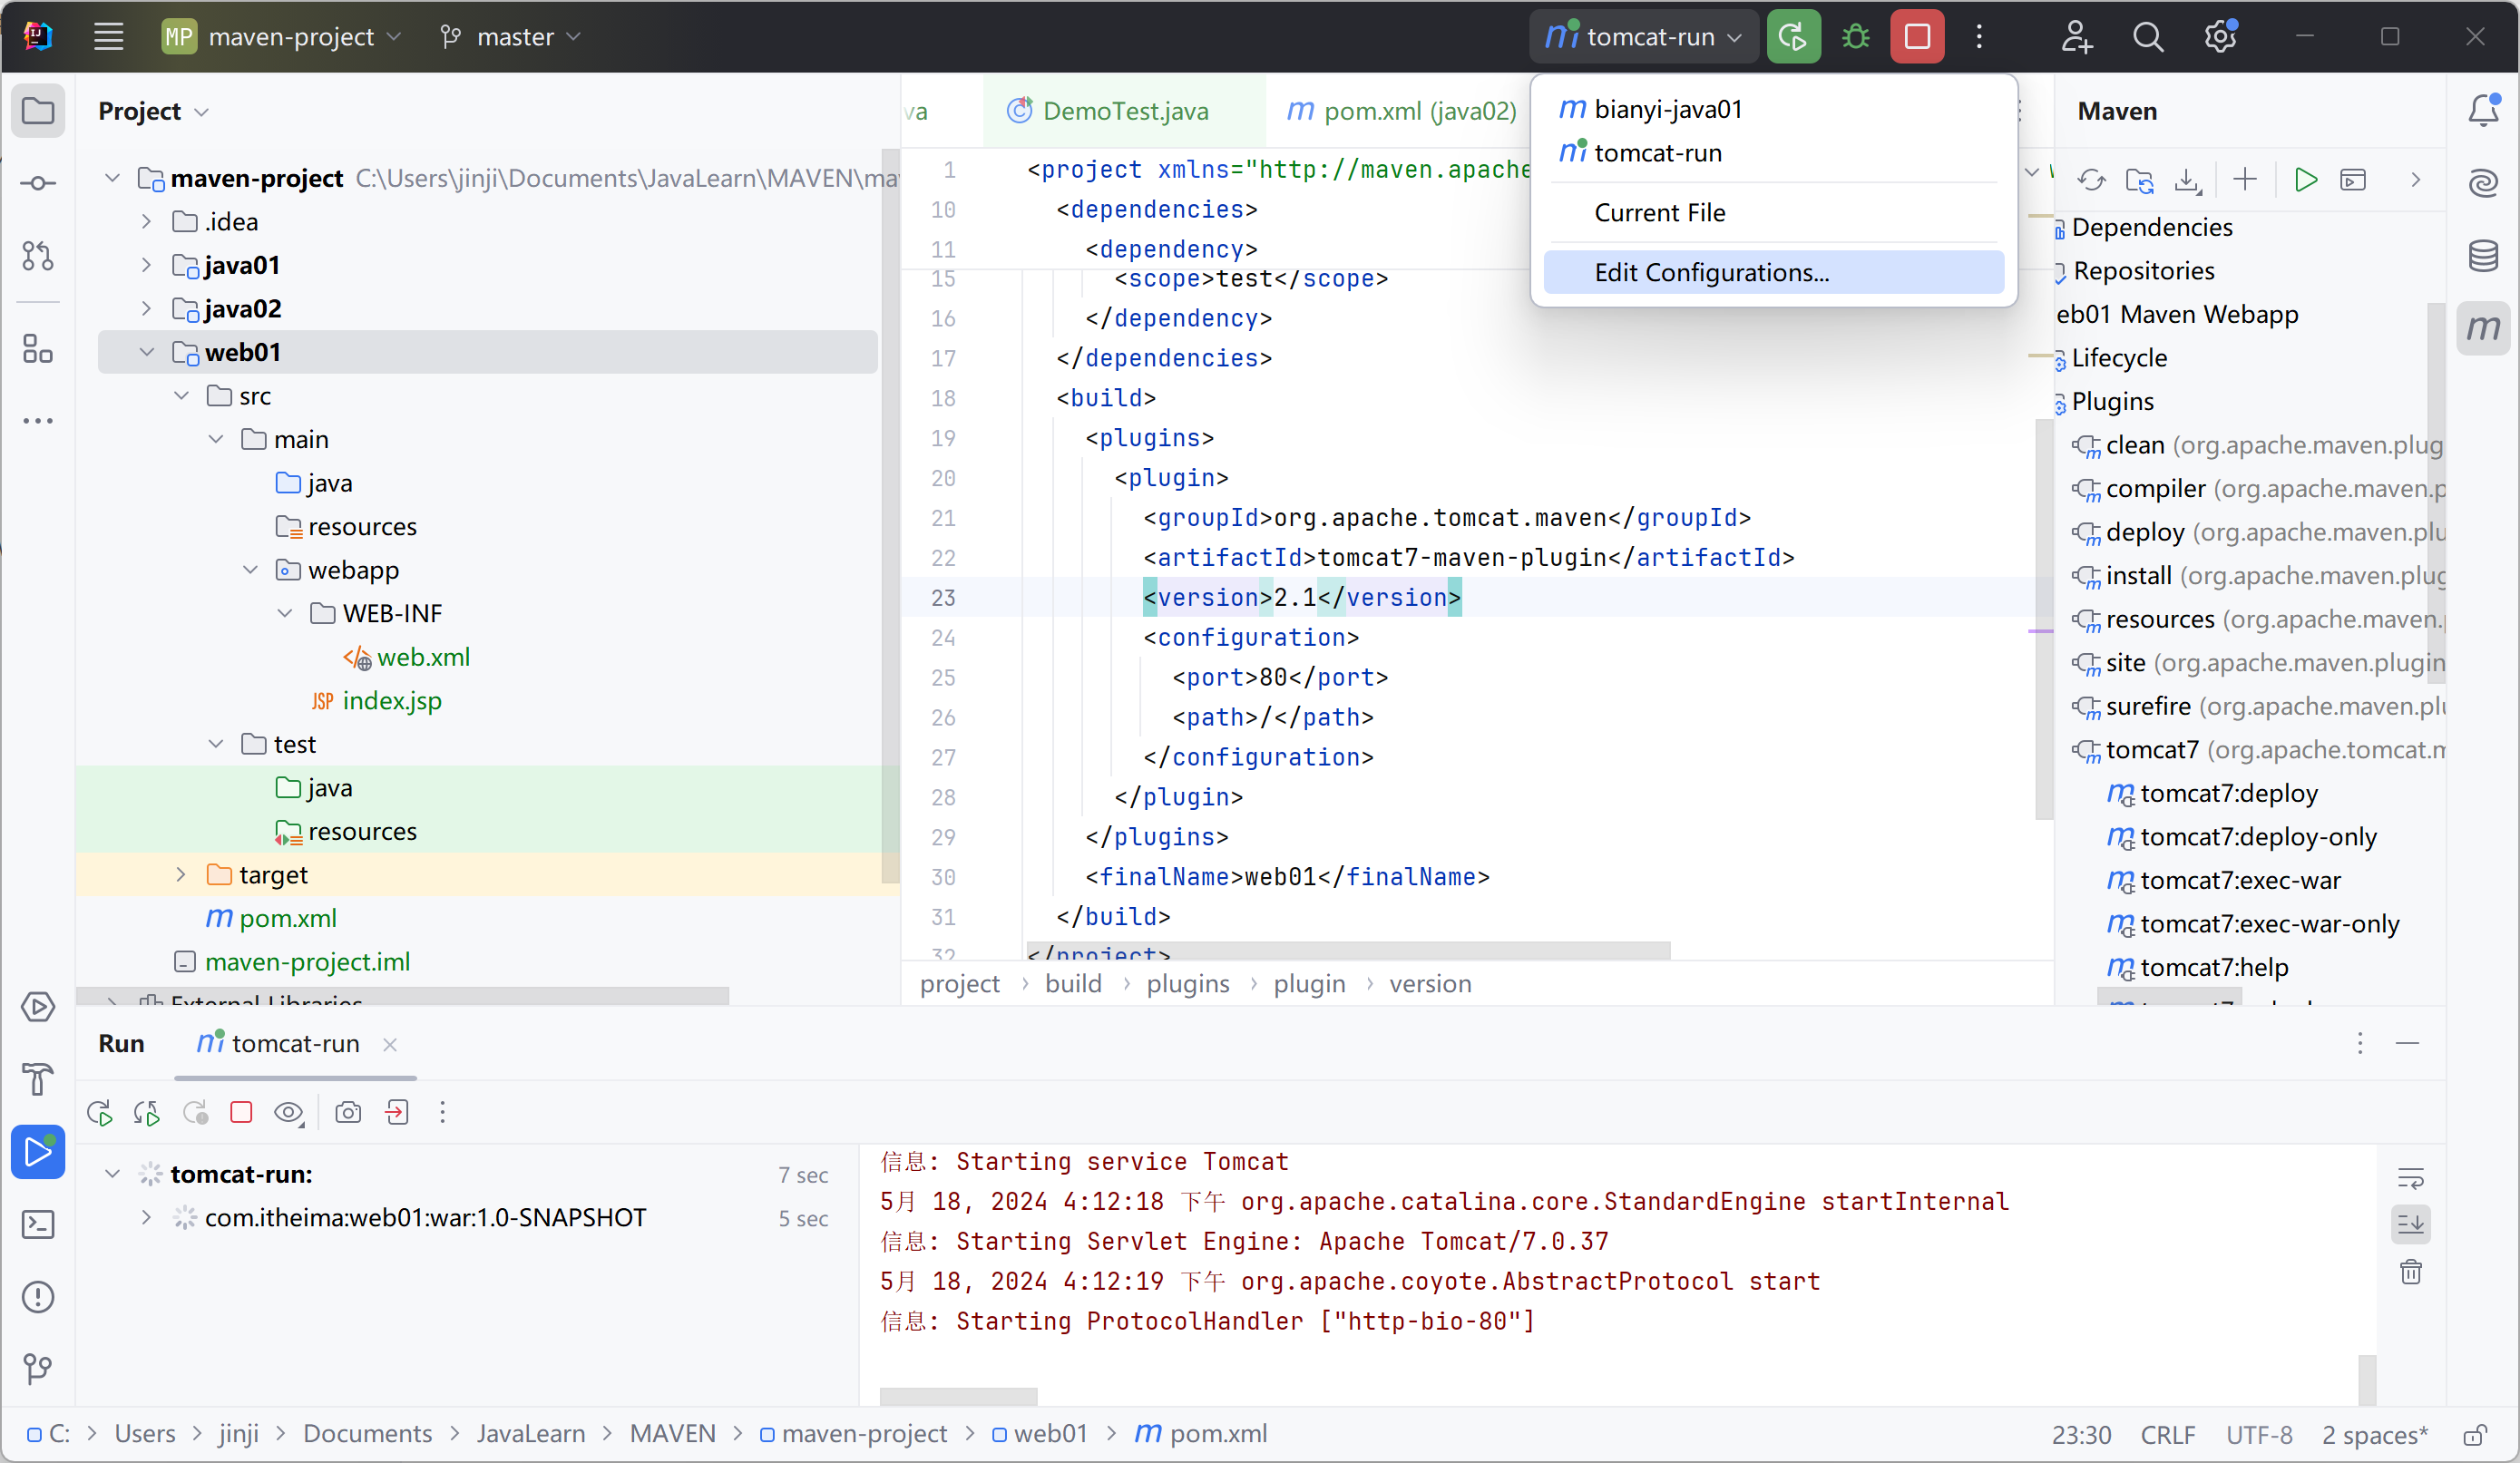 MP maven-project
master
tomcat-run
bianyi-java01
tomcat-run
Current File
Edit Configurations...
Project
maven-project C:\Users\jinji\Documents\JavaLearn\MAVEN\ma
.idea
java01
java02
web01
src
main
java
resources
webapp
WEB-INF
web.xml
JSP index.jsp
test
java
resources
target
pom.xml
maven-project.iml
External Libraries
va
DemoTest.java
pom.xml (java02)
1 <project xmlns="http://maven.apache
10 <dependencies>
11 <dependency>
15 <scope>test</scope>
16 </dependency>
17 </dependencies>
18 <build>
19 <plugins>
20 <plugin>
21 <groupId>org.apache.tomcat.maven</groupId>
22 <artifactId>tomcat7-maven-plugin</artifactId>
23 <version>2.1</version>
24 <configuration>
25 <port>80</port>
26 <path>/</path>
27 </configuration>
28 </plugin>
29 </plugins>
30 <finalName>web01</finalName>
31 </build>
32 </project>
project › build › plugins › plugin › version
Maven
Dependencies
Repositories
eb01 Maven Webapp
Lifecycle
Plugins
clean (org.apache.maven.plug
compiler (org.apache.maven.p
deploy (org.apache.maven.plu
install (org.apache.maven.plug
resources (org.apache.maven.p
site (org.apache.maven.plugin
surefire (org.apache.maven.plu
tomcat7 (org.apache.tomcat.m
tomcat7:deploy
tomcat7:deploy-only
tomcat7:exec-war
tomcat7:exec-war-only
tomcat7:help
Run
tomcat-run
tomcat-run: 7 sec
com.itheima:web01:war:1.0-SNAPSHOT 5 sec
信息: Starting service Tomcat
5月 18, 2024 4:12:18 下午 org.apache.catalina.core.StandardEngine startInternal
信息: Starting Servlet Engine: Apache Tomcat/7.0.37
5月 18, 2024 4:12:19 下午 org.apache.coyote.AbstractProtocol start
信息: Starting ProtocolHandler ["http-bio-80"]
C: > Users > jinji > Documents > JavaLearn > MAVEN > maven-project > web01 > pom.xml
23:30 CRLF UTF-8 2 spaces*